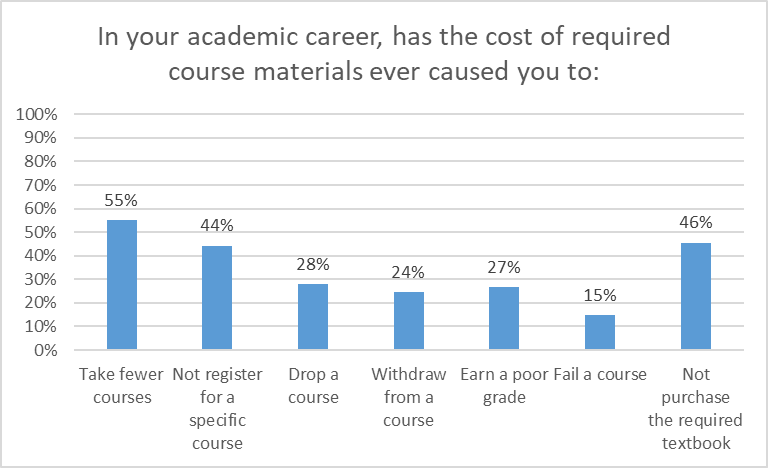 In your academic career, has the cost of required
course materials ever caused you to:
100%
90%
80%
70%
60%
50%
40%
30%
20%
10%
0%
55%
44%
28%
24%
27%
15%
46%
Take fewer
courses
Not register
for a
specific
course
Drop a
course
Withdraw
from a
course
Earn a poor
grade
Fail a course
Not
purchase
the required
textbook